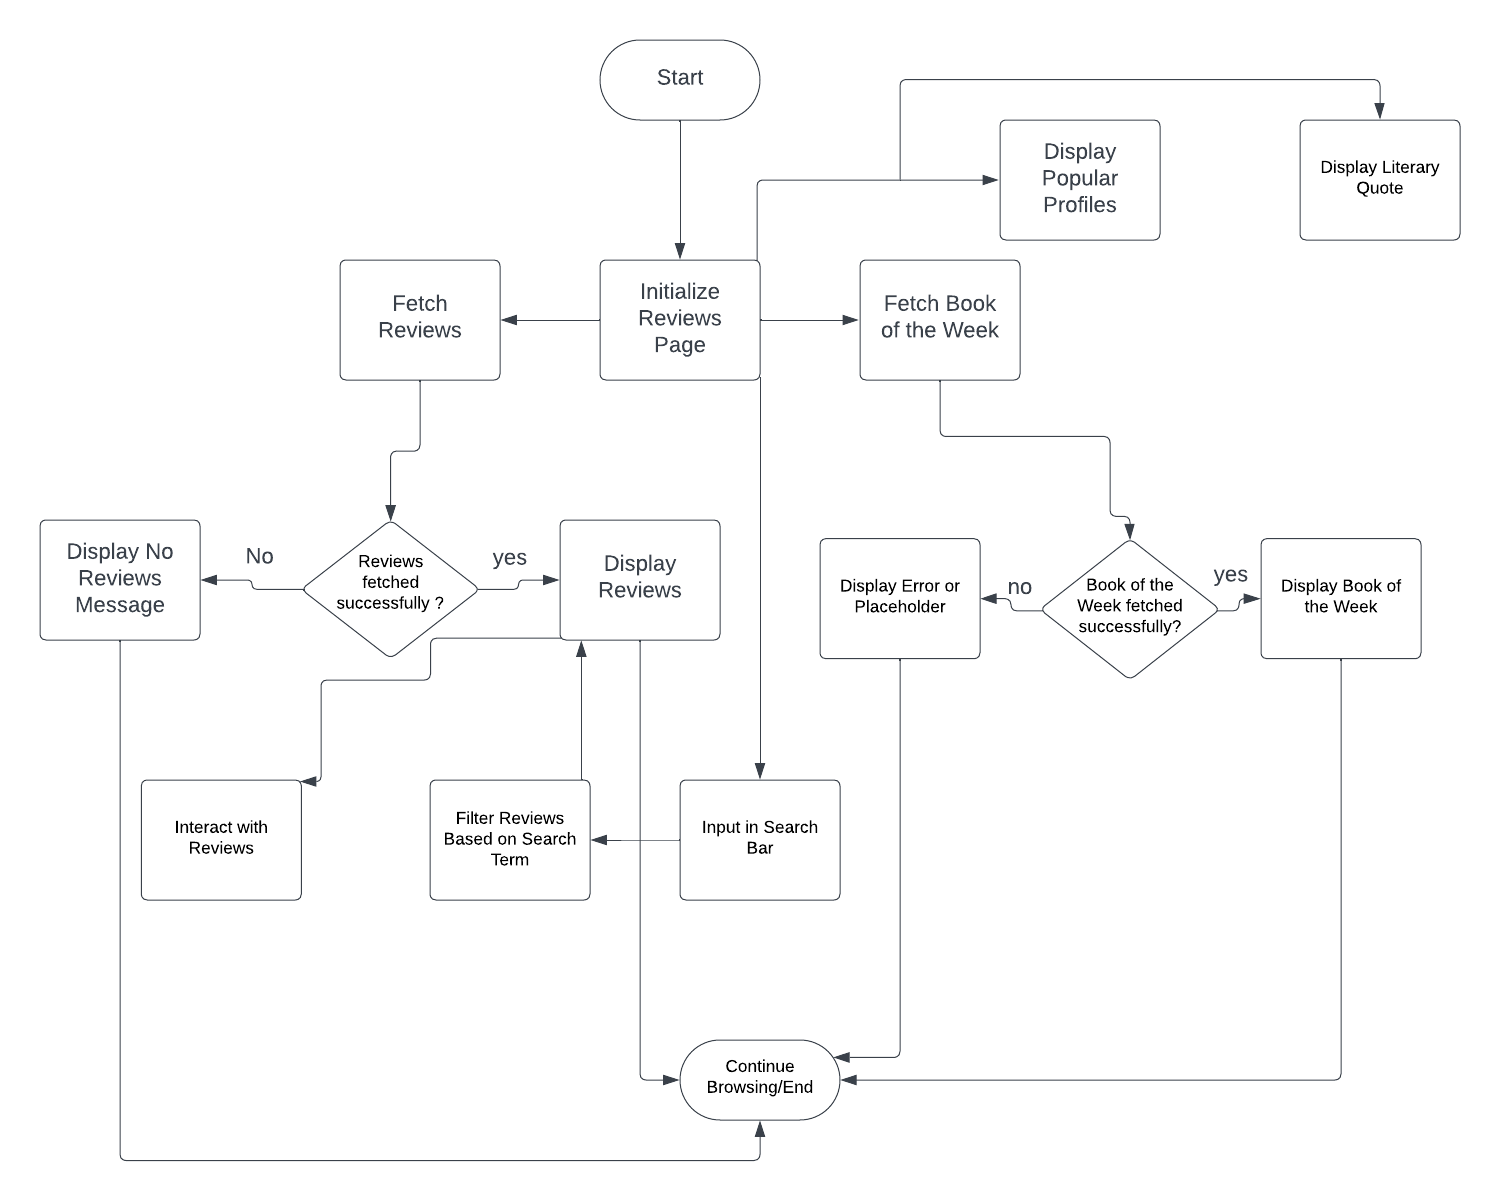 Start
Display
Popular
Profiles
Display Literary
Quote
Fetch
Reviews
Initialize
Reviews
Page
Fetch Book
of the Week
Display No
Reviews
Message
No
Reviews
fetched
successfully ?
yes
Display
Reviews
Display Error or
Placeholder
no
Book of the
Week fetched
successfully?
yes
Display Book of
the Week
Interact with
Reviews
Filter Reviews
Based on Search
Term
Input in Search
Bar
Continue
Browsing/End